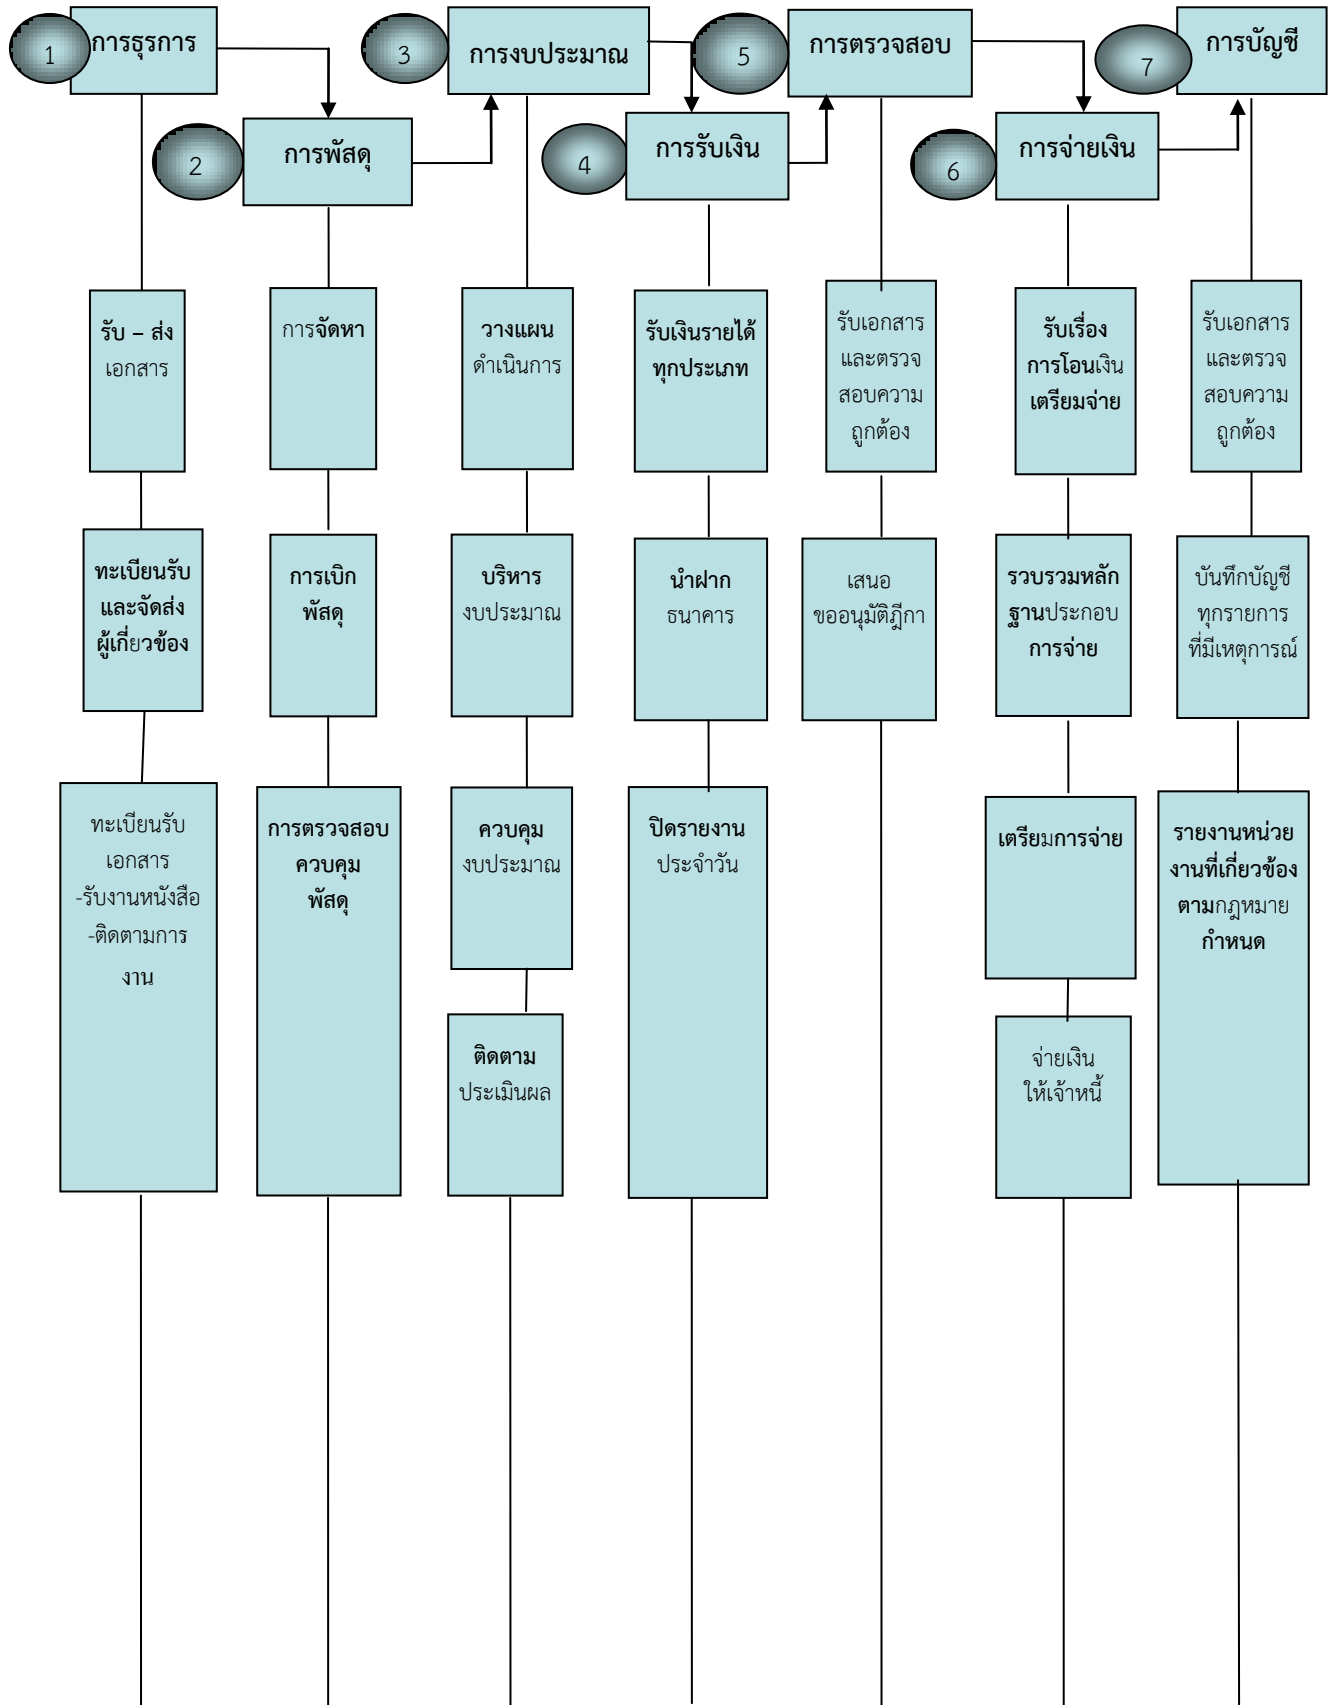 1
การธุรการ
2
การพัสดุ
3
การงบประมาณ
4
การรับเงิน
5
การตรวจสอบ
6
การจ่ายเงิน
7
การบัญชี
รับ – ส่ง
เอกสาร
ทะเบียนรับ
และจัดส่ง
ผู้เกี่ยวข้อง
ทะเบียนรับ
เอกสาร
-รับงานหนังสือ
-ติดตามการ
งาน
การจัดหา
การเบิก
พัสดุ
การตรวจสอบ
ควบคุม
พัสดุ
วางแผน
ดำเนินการ
บริหาร
งบประมาณ
ควบคุม
งบประมาณ
ติดตาม
ประเมินผล
รับเงินรายได้
ทุกประเภท
นำฝาก
ธนาคาร
ปิดรายงาน
ประจำวัน
รับเอกสาร
และตรวจ
สอบความ
ถูกต้อง
เสนอ
ขออนุมัติฎีกา
รับเรื่อง
การโอนเงิน
เตรียมจ่าย
รวบรวมหลัก
ฐานประกอบ
การจ่าย
เตรียมการจ่าย
จ่ายเงิน
ให้เจ้าหนี้
รับเอกสาร
และตรวจ
สอบความ
ถูกต้อง
บันทึกบัญชี
ทุกรายการ
ที่มีเหตุการณ์
รายงานหน่วย
งานที่เกี่ยวข้อง
ตามกฎหมาย
กำหนด